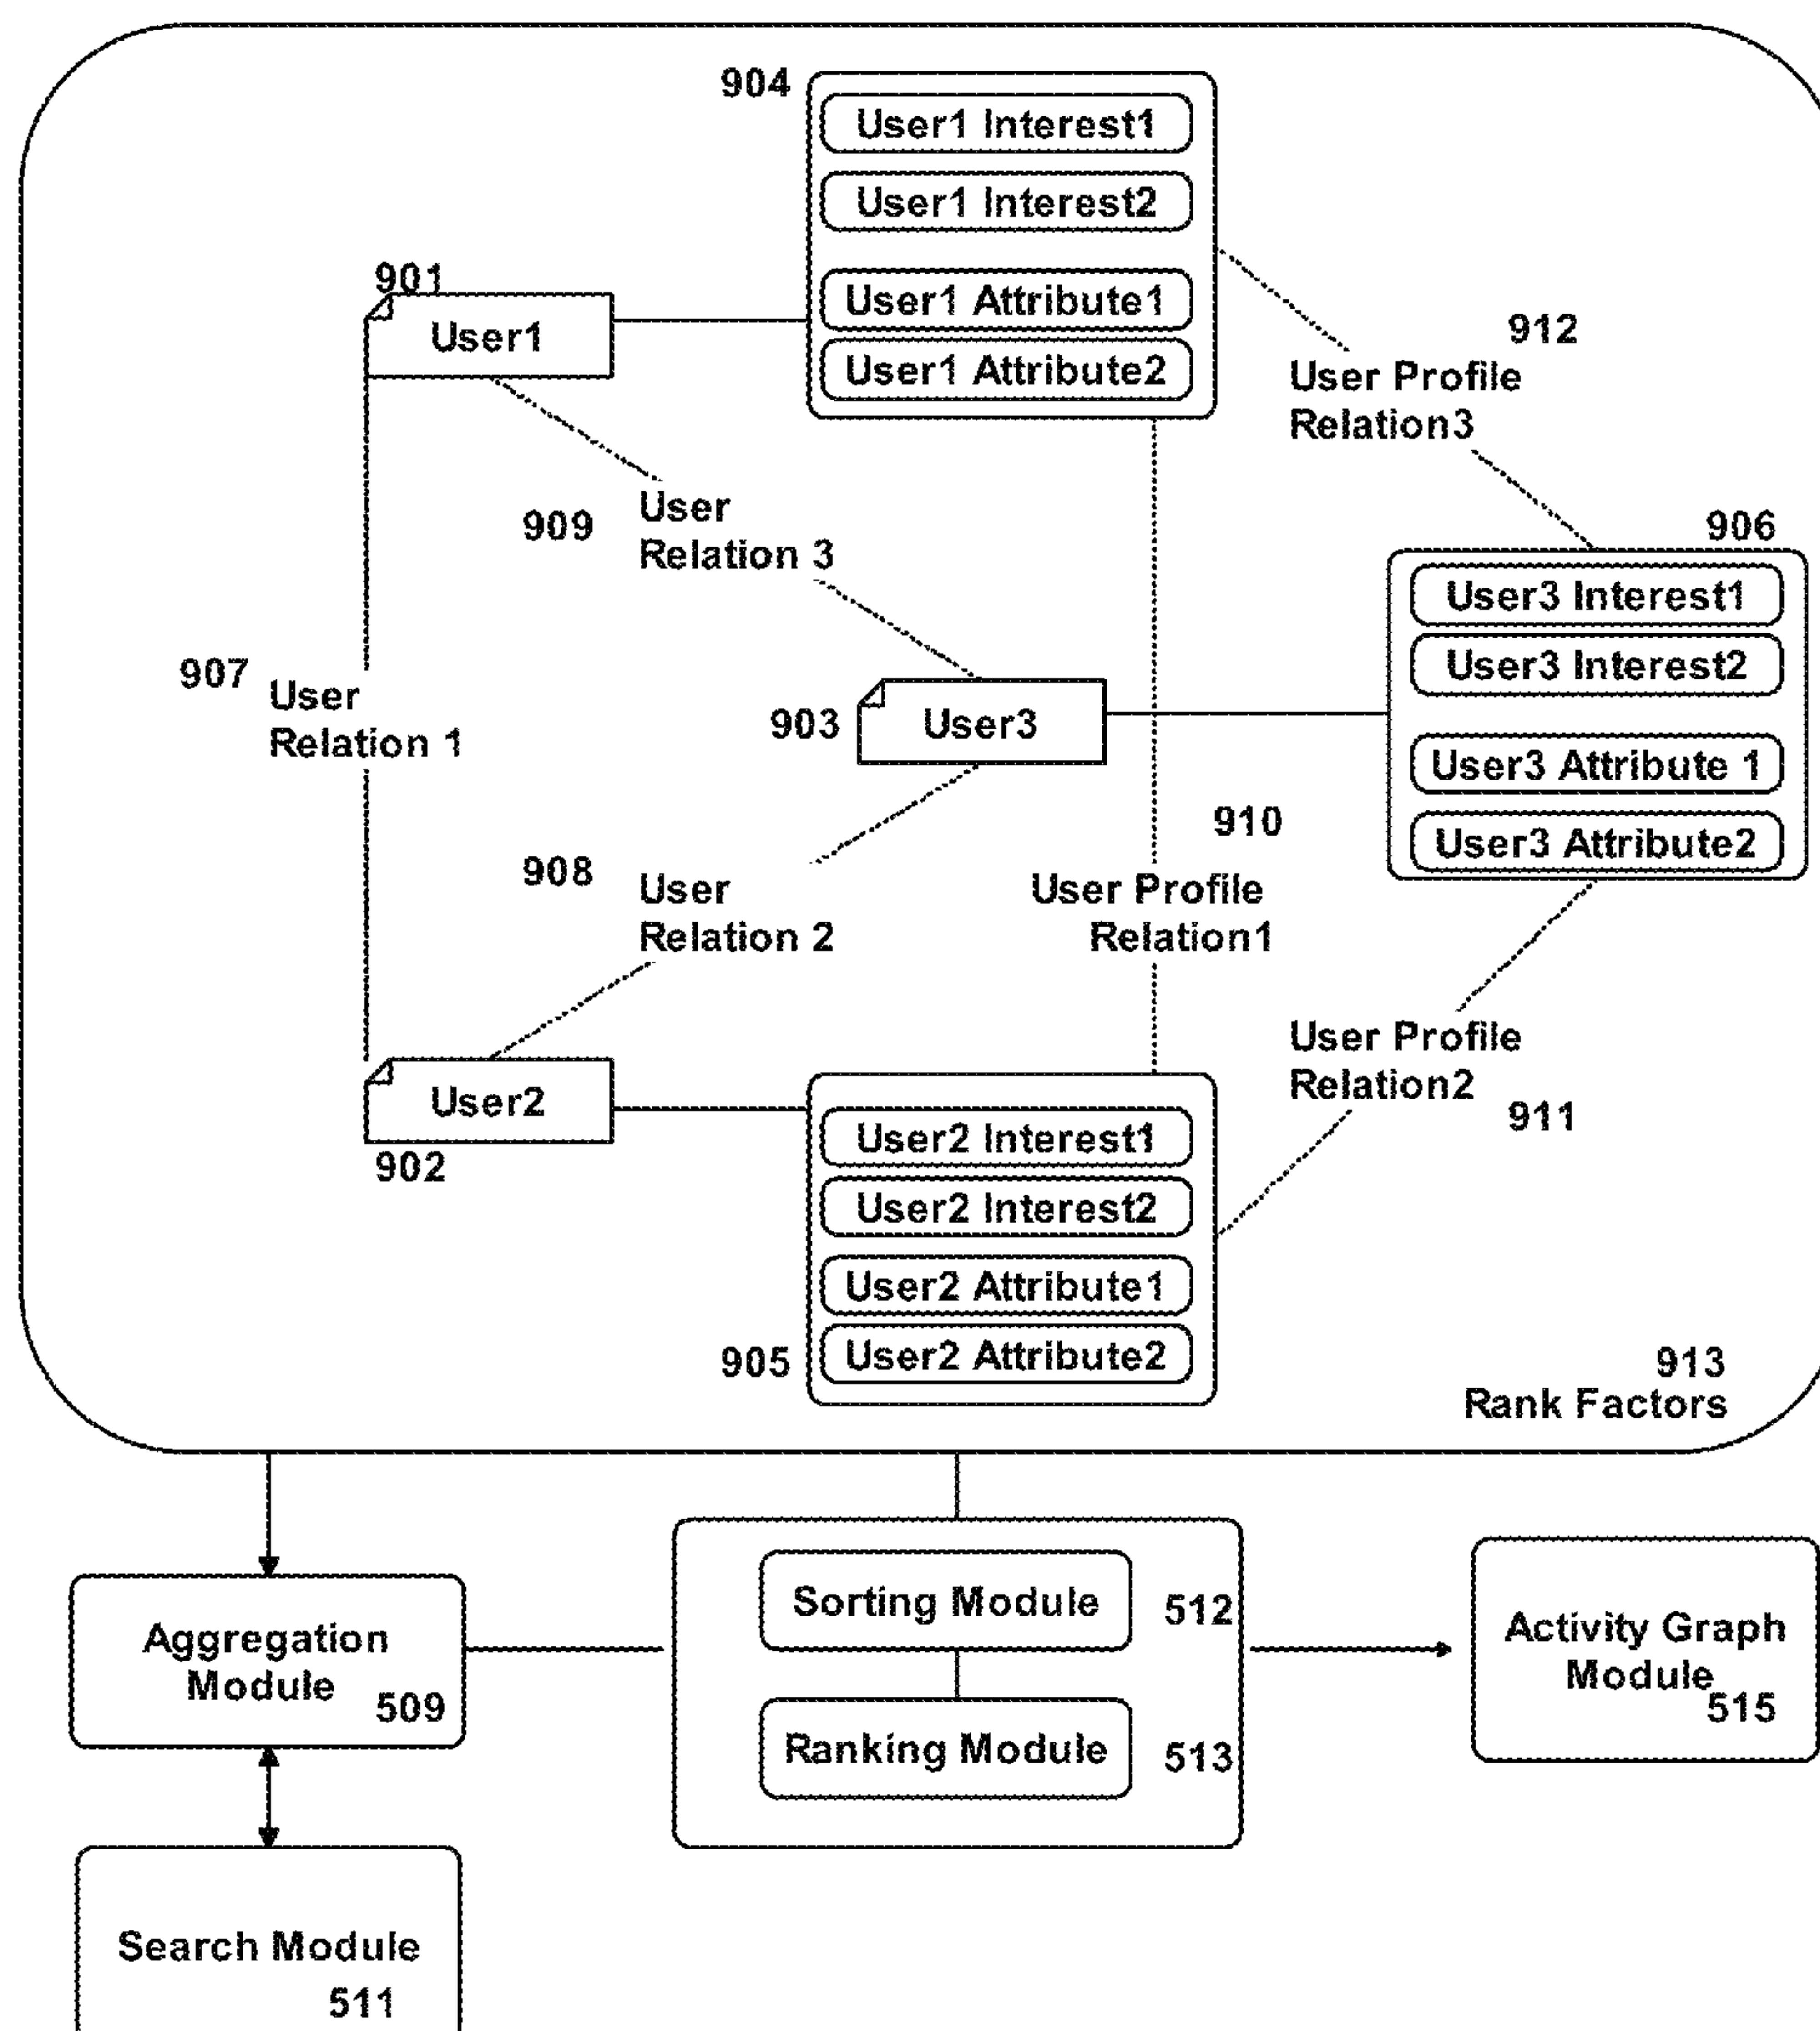 904
User1 Interest1
User1 Interest2
User1 Attribute1
User1 Attribute2
901
User1
912
User Profile
Relation3
909
User
Relation 3
906
User3 Interest1
User3 Interest2
User3 Attribute 1
User3 Attribute2
907
User
Relation 1
903
User3
910
User Profile
Relation1
908
User
Relation 2
User Profile
Relation2
911
User2
902
User2 Interest1
User2 Interest2
User2 Attribute1
User2 Attribute2
905
913
Rank Factors
Aggregation
Module
509
Sorting Module
512
Ranking Module
513
Activity Graph
Module
515
Search Module
511